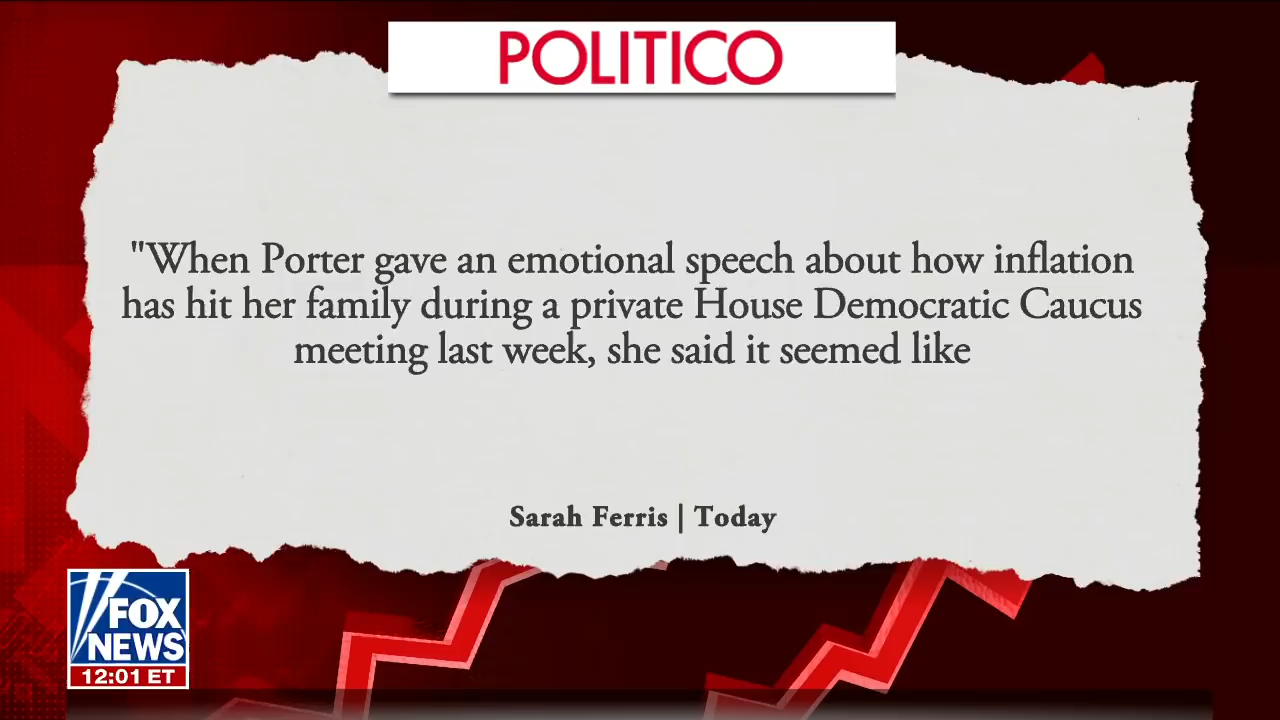 POLITICO
"When Porter gave an emotional speech about how inflation
has hit her family during a private House Democratic Caucus
meeting last week, she said it seemed like
Sarah Ferris | Today
FOX
NEWS
12:01 ET